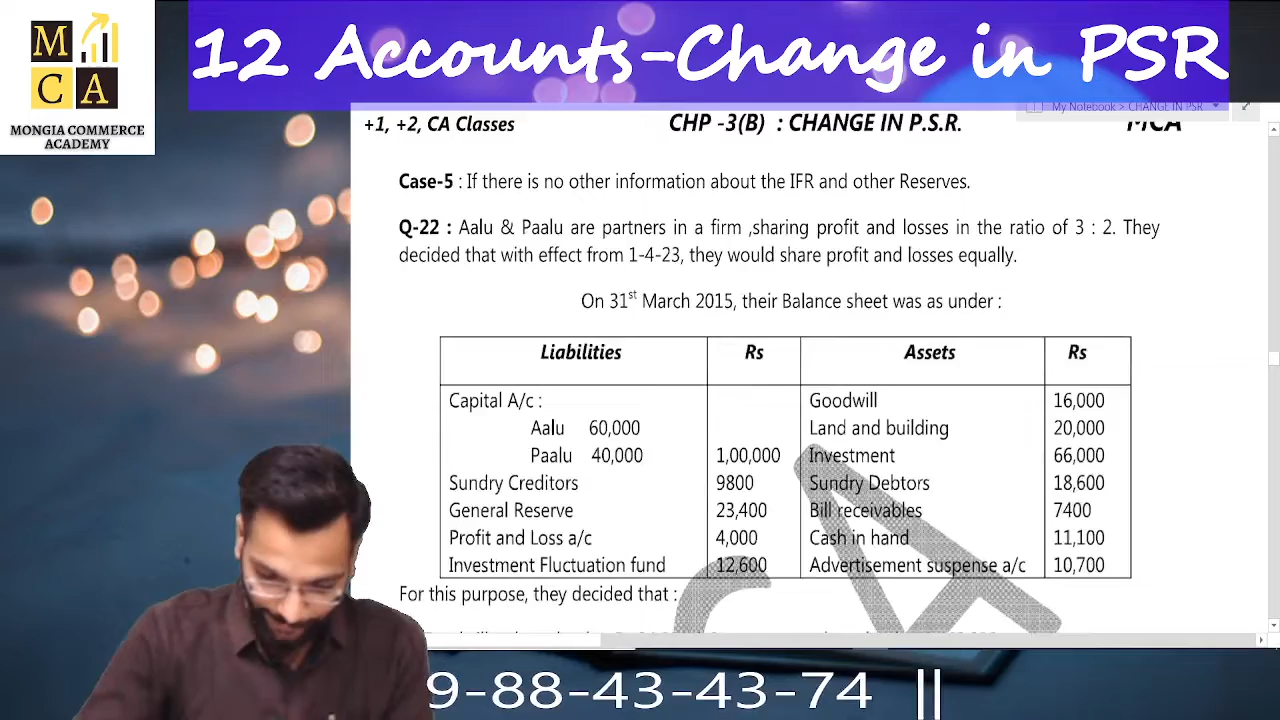 12 Accounts-Change in PSR
M
C A
MONGIA COMMERCE
ACADEMY
My Notebook > CHANGE IN PSR
+1, +2, CA Classes CHP -3(B) : CHANGE IN P.S.R. MCA
Case-5 : If there is no other information about the IFR and other Reserves.
Q-22 : Aalu & Paalu are partners in a firm ,sharing profit and losses in the ratio of 3 : 2. They
decided that with effect from 1-4-23, they would share profit and losses equally.
On 31st March 2015, their Balance sheet was as under :
Liabilities Rs Assets Rs
Capital A/c : Goodwill 16,000
Aalu 60,000 Land and building 20,000
Paalu 40,000 1,00,000 Investment 66,000
Sundry Creditors 9800 Sundry Debtors 18,600
General Reserve 23,400 Bill receivables 7400
Profit and Loss a/c 4,000 Cash in hand 11,100
Investment Fluctuation fund 12,600 Advertisement suspense a/c 10,700
For this purpose, they decided that :
9-88-43-43-74 ||